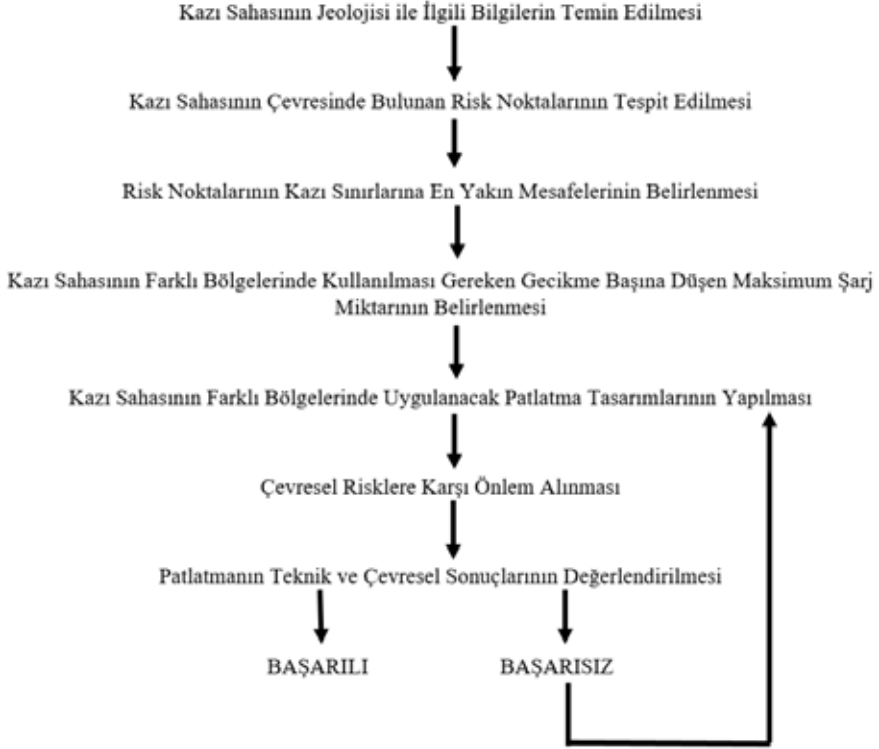 Kazı Sahasının Jeolojisi ile İlgili Bilgilerin Temin Edilmesi
Kazı Sahasının Çevresinde Bulunan Risk Noktalarının Tespit Edilmesi
Risk Noktalarının Kazı Sınırlarına En Yakın Mesafelerinin Belirlenmesi
Kazı Sahasının Farklı Bölgelerinde Kullanılması Gereken Gecikme Başına Düşen Maksimum Şarj
Miktarının Belirlenmesi
Kazı Sahasının Farklı Bölgelerinde Uygulanacak Patlatma Tasarımlarının Yapılması
Çevresel Risklere Karşı Önlem Alınması
Patlatmanın Teknik ve Çevresel Sonuçlarının Değerlendirilmesi
BAŞARILI
BAŞARISIZ